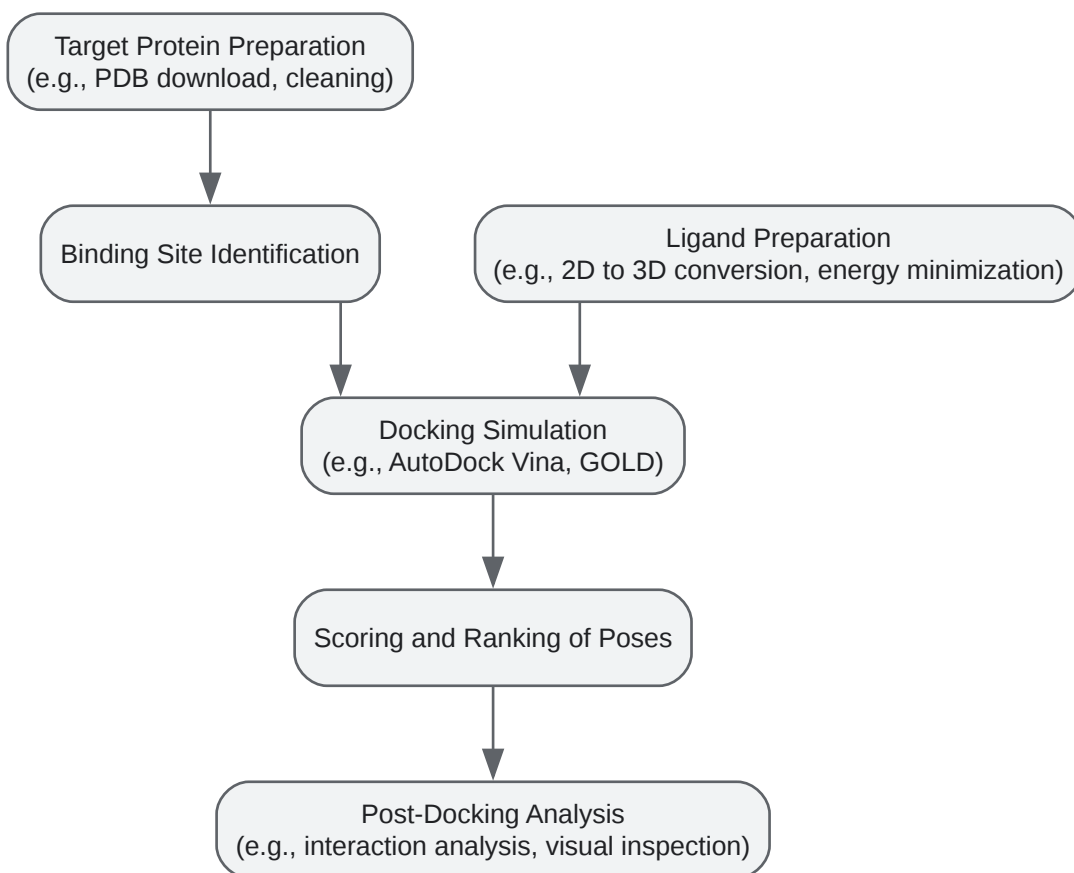 Target Protein Preparation
(e.g., PDB download, cleaning)
Binding Site Identification
Ligand Preparation
(e.g., 2D to 3D conversion, energy minimization)
Docking Simulation
(e.g., AutoDock Vina, GOLD)
Scoring and Ranking of Poses
Post-Docking Analysis
(e.g., interaction analysis, visual inspection)